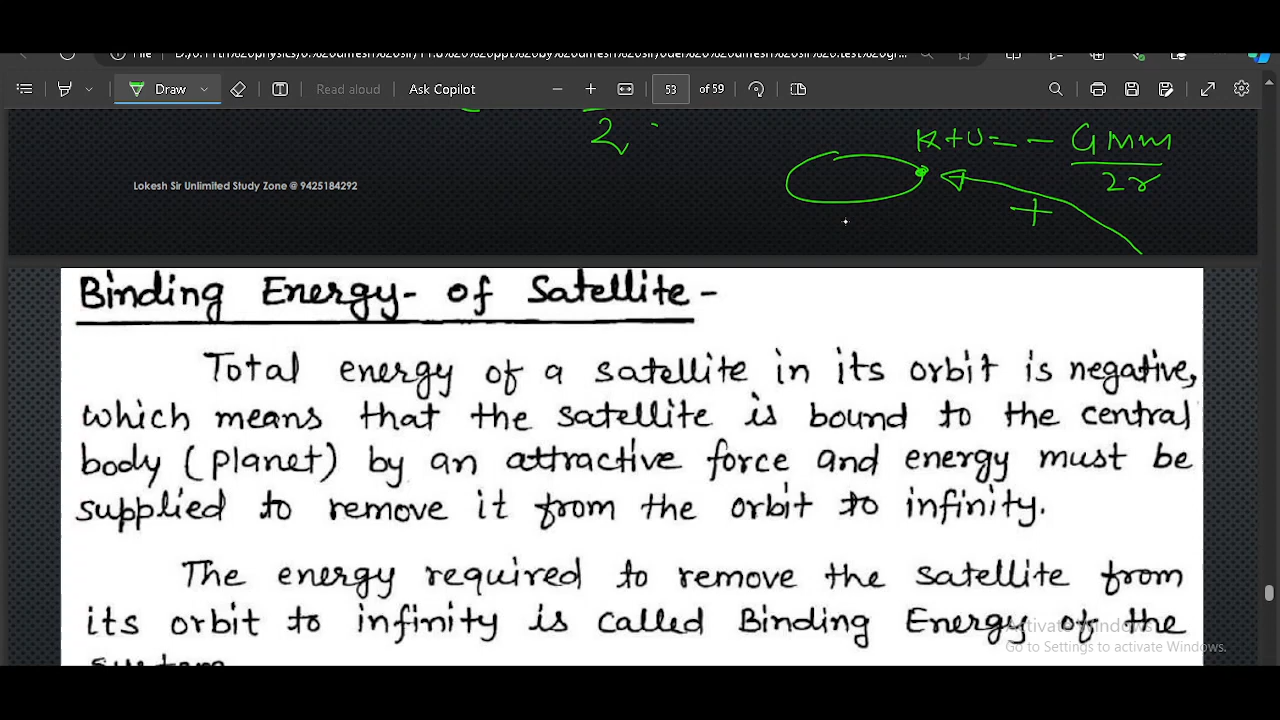 Draw
Read aloud
Ask Copilot
53 of 59
2
K+U= - GMm
2r
+
Lokesh Sir Unlimited Study Zone @ 9425184292
Binding Energy- of Satellite -
Total energy of a satellite in its orbit is negative,
which means that the satellite is bound to the central
body (planet) by an attractive force and energy must be
supplied to remove it from the orbit to infinity.
The energy required to remove the satellite from
its orbit to infinity is called Binding Energy of the
Activate Windows
Go to Settings to activate Windows.